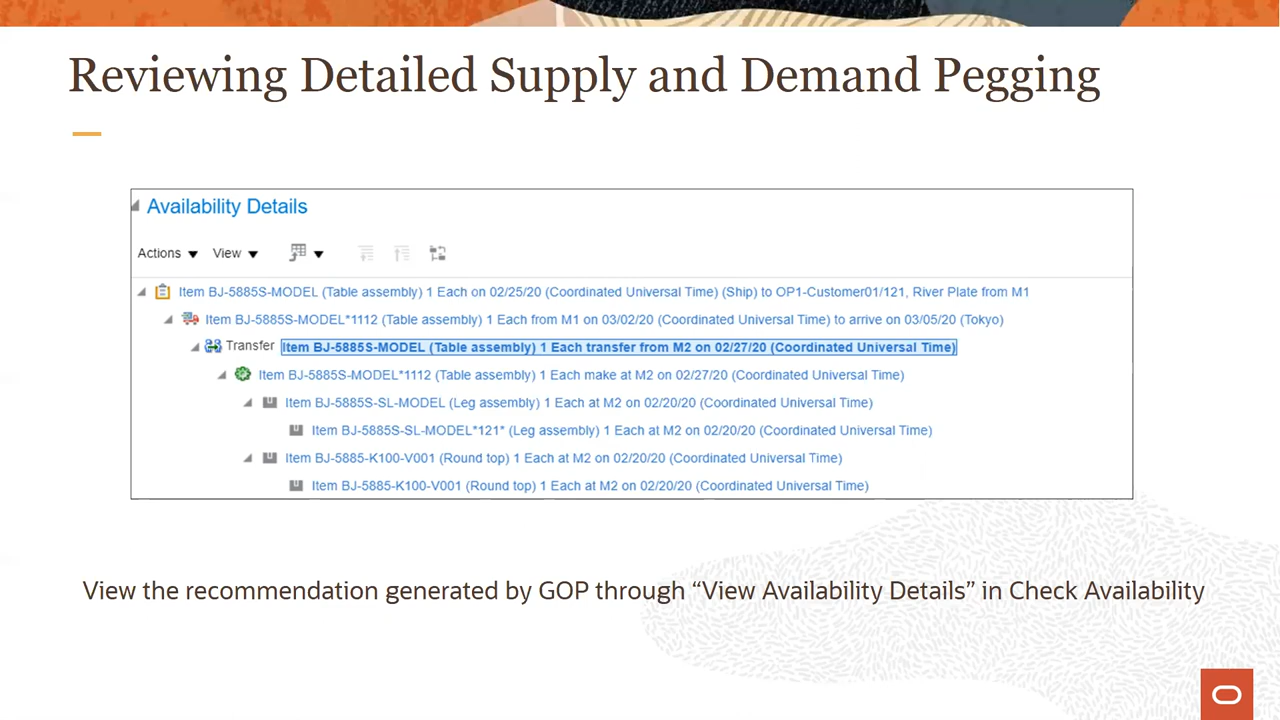 Reviewing Detailed Supply and Demand Pegging
Availability Details
Actions View
Item BJ-5885S-MODEL (Table assembly) 1 Each on 02/25/20 (Coordinated Universal Time) (Ship) to OP1-Customer01/121, River Plate from M1
Item BJ-5885S-MODEL*1112 (Table assembly) 1 Each from M1 on 03/02/20 (Coordinated Universal Time) to arrive on 03/05/20 (Tokyo)
Transfer Item BJ-5885S-MODEL (Table assembly) 1 Each transfer from M2 on 02/27/20 (Coordinated Universal Time)
Item BJ-5885S-MODEL*1112 (Table assembly) 1 Each make at M2 on 02/27/20 (Coordinated Universal Time)
Item BJ-5885S-SL-MODEL (Leg assembly) 1 Each at M2 on 02/20/20 (Coordinated Universal Time)
Item BJ-5885S-SL-MODEL*121* (Leg assembly) 1 Each at M2 on 02/20/20 (Coordinated Universal Time)
Item BJ-5885-K100-V001 (Round top) 1 Each at M2 on 02/20/20 (Coordinated Universal Time)
Item BJ-5885-K100-V001 (Round top) 1 Each at M2 on 02/20/20 (Coordinated Universal Time)
View the recommendation generated by GOP through “View Availability Details” in Check Availability